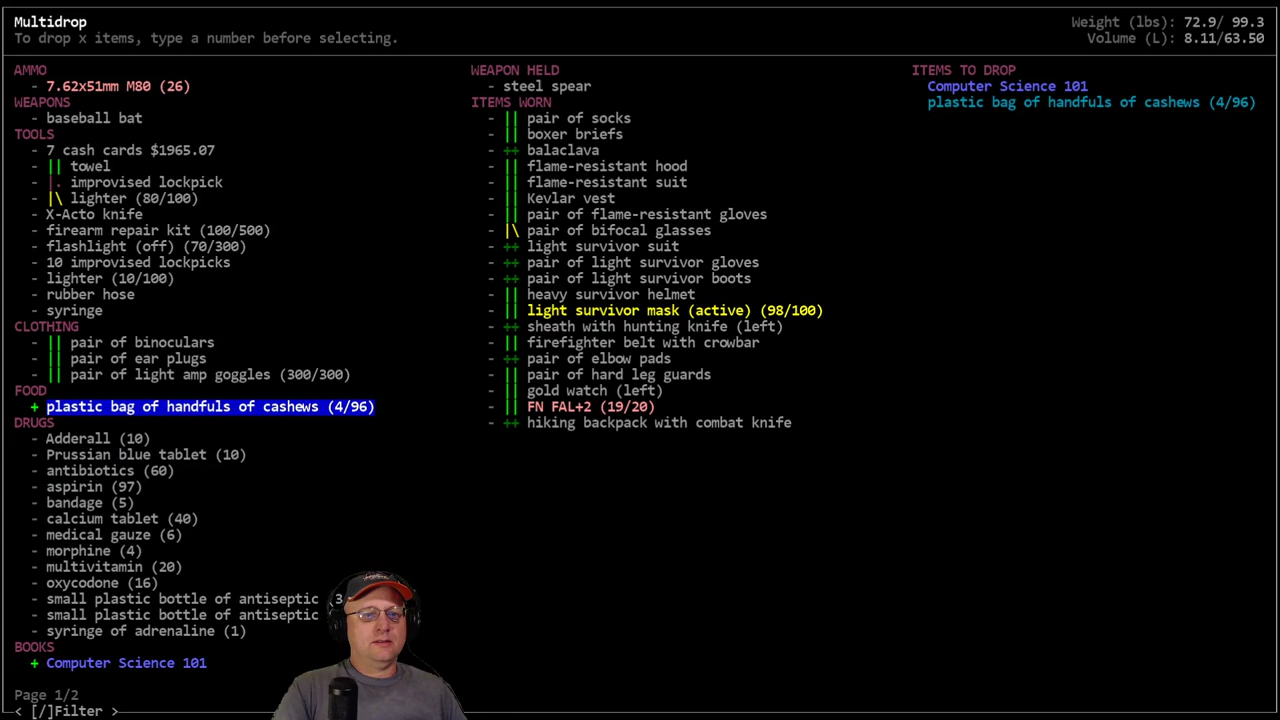 Multidrop
To drop x items, type a number before selecting.
Weight (lbs): 72.9/ 99.3
Volume (L): 8.11/63.50
AMMO
- 7.62x51mm M80 (26)
WEAPONS
- baseball bat
TOOLS
- 7 cash cards $1965.07
- || towel
- |. improvised lockpick
- |\ lighter (80/100)
- X-Acto knife
- firearm repair kit (100/500)
- flashlight (off) (70/300)
- 10 improvised lockpicks
- lighter (10/100)
- rubber hose
- syringe
CLOTHING
- || pair of binoculars
- || pair of ear plugs
- || pair of light amp goggles (300/300)
FOOD
+ plastic bag of handfuls of cashews (4/96)
DRUGS
- Adderall (10)
- Prussian blue tablet (10)
- antibiotics (60)
- aspirin (97)
- bandage (5)
- calcium tablet (40)
- medical gauze (6)
- morphine (4)
- multivitamin (20)
- oxycodone (16)
- small plastic bottle of antiseptic 3
- small plastic bottle of antiseptic
- syringe of adrenaline (1)
BOOKS
+ Computer Science 101
Page 1/2
< [/]Filter >
WEAPON HELD
- steel spear
ITEMS WORN
- || pair of socks
- || boxer briefs
- ++ balaclava
- || flame-resistant hood
- || flame-resistant suit
- || Kevlar vest
- || pair of flame-resistant gloves
- |\ pair of bifocal glasses
- ++ light survivor suit
- ++ pair of light survivor gloves
- ++ pair of light survivor boots
- || heavy survivor helmet
- || light survivor mask (active) (98/100)
- ++ sheath with hunting knife (left)
- || firefighter belt with crowbar
- ++ pair of elbow pads
- || pair of hard leg guards
- || gold watch (left)
- || FN FAL+2 (19/20)
- ++ hiking backpack with combat knife
ITEMS TO DROP
Computer Science 101
plastic bag of handfuls of cashews (4/96)